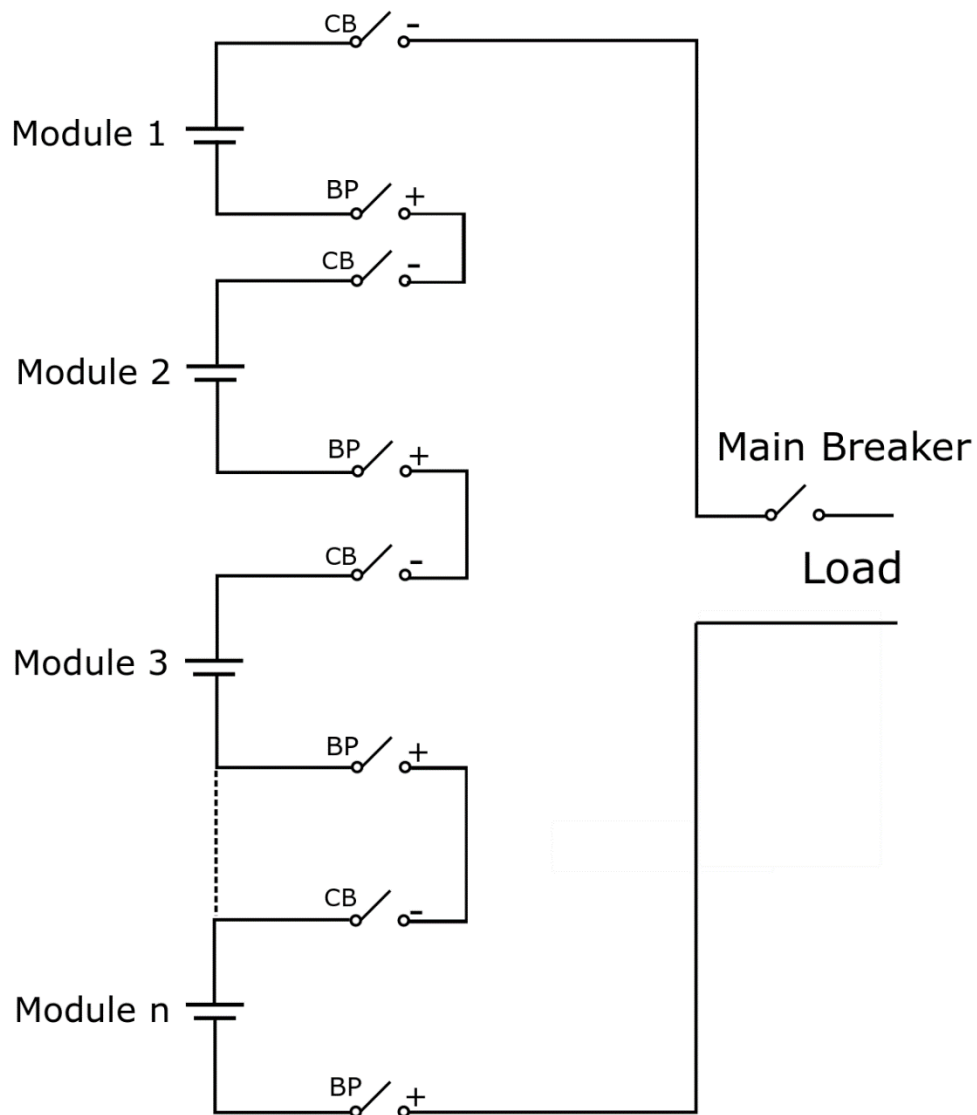 CB -
Module 1
BP +
CB -
Module 2
BP +
Main Breaker
CB -
Load
Module 3
BP +
CB -
Module n
BP +